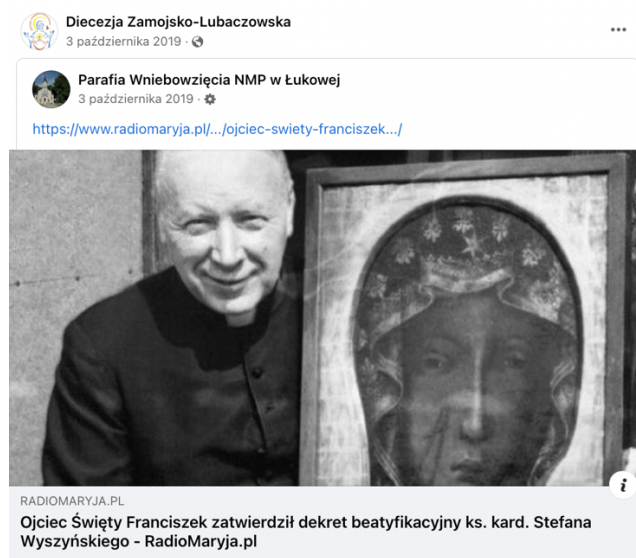 Diecezja Zamojsko-Lubaczowska
3 października 2019 ·
Parafia Wniebowzięcia NMP w Łukowej
3 października 2019 ·
https://www.radiomaryja.pl/.../ojciec-swiety-franciszek.../
RADIOMARYJA.PL
Ojciec Święty Franciszek zatwierdził dekret beatyfikacyjny ks. kard. Stefana
Wyszyńskiego - RadioMaryja.pl